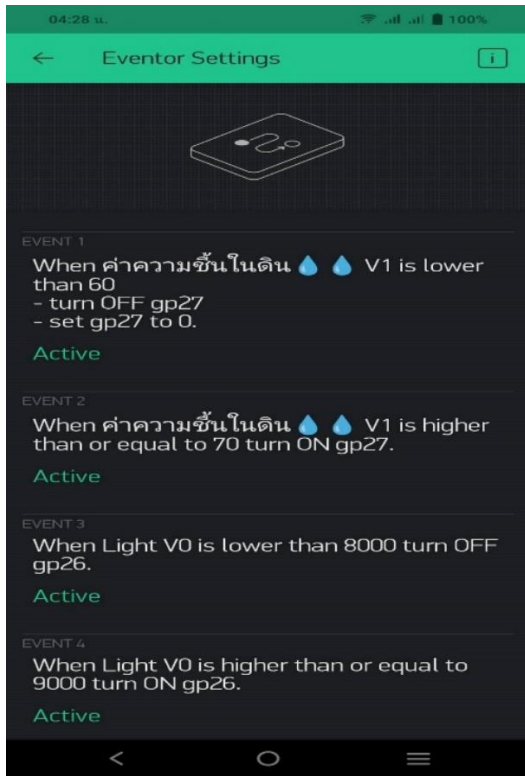 04:28 น.
100%
Eventor Settings
i
EVENT 1
When ค่าความชื้นในดิน💧 💧 V1 is lower
than 60
- turn OFF gp27
- set gp27 to 0.
Active
EVENT 2
When ค่าความชื้นในดิน💧 💧 V1 is higher
than or equal to 70 turn ON gp27.
Active
EVENT 3
When Light V0 is lower than 8000 turn OFF
gp26.
Active
EVENT 4
When Light V0 is higher than or equal to
9000 turn ON gp26.
Active